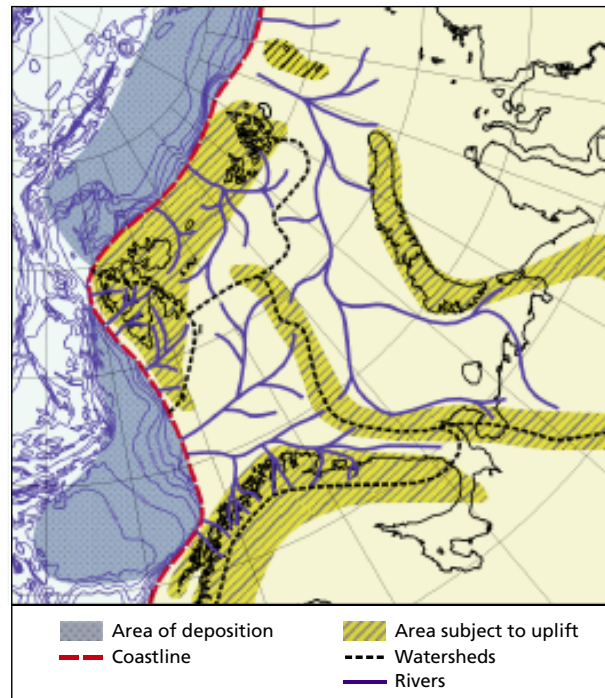 Area of deposition
Area subject to uplift
Coastline
Watersheds
Rivers